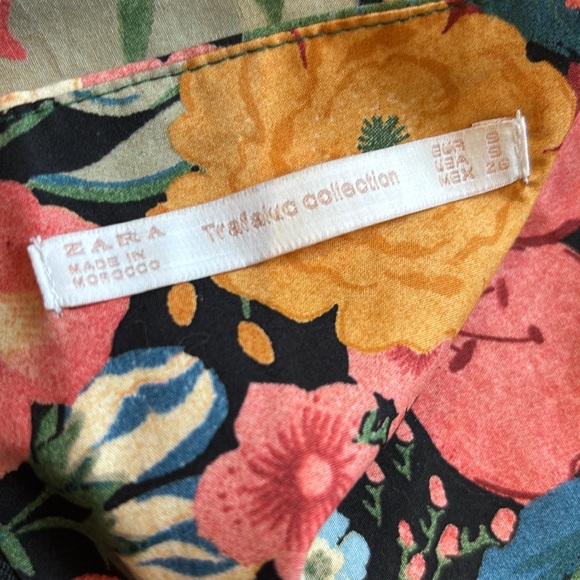 ZARA
MADE IN
MOROCCO
Trafaluc collection
EUR S
USA S
MEX 26